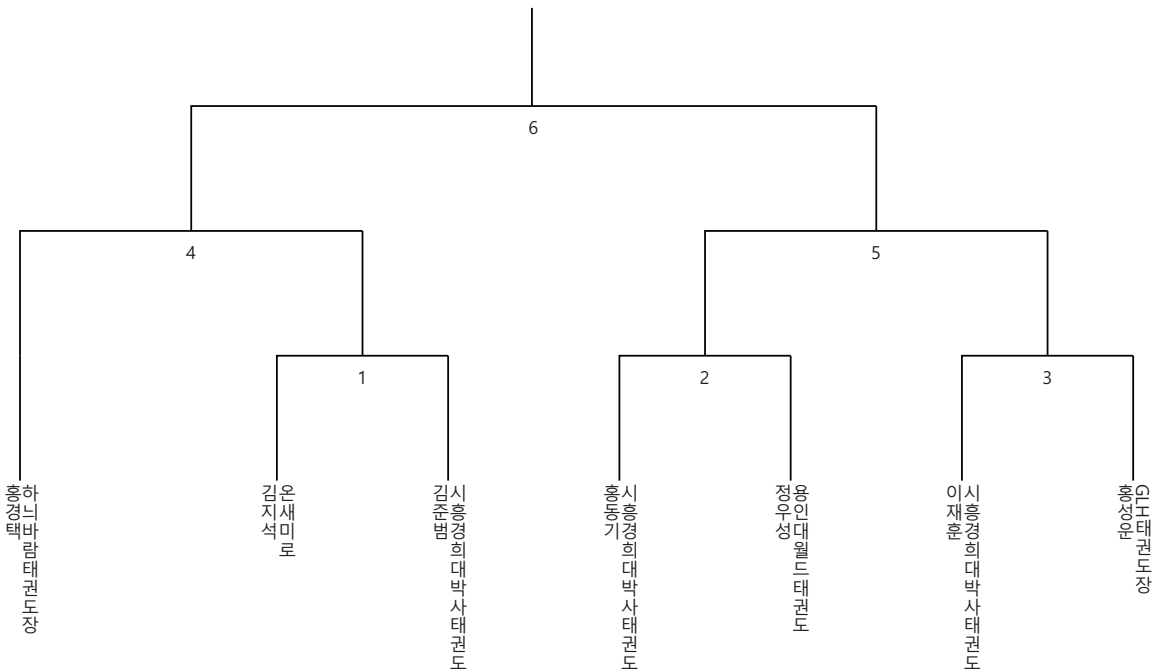 6
4
5
1
2
3
홍경택
하늬바람태권도장
김지석
온새미로
김준범
시흥경희대박사태권도
홍동기
시흥경희대박사태권도
정우성
용인대월드태권도
이재훈
시흥경희대박사태권도
홍성운
GLH태권도장